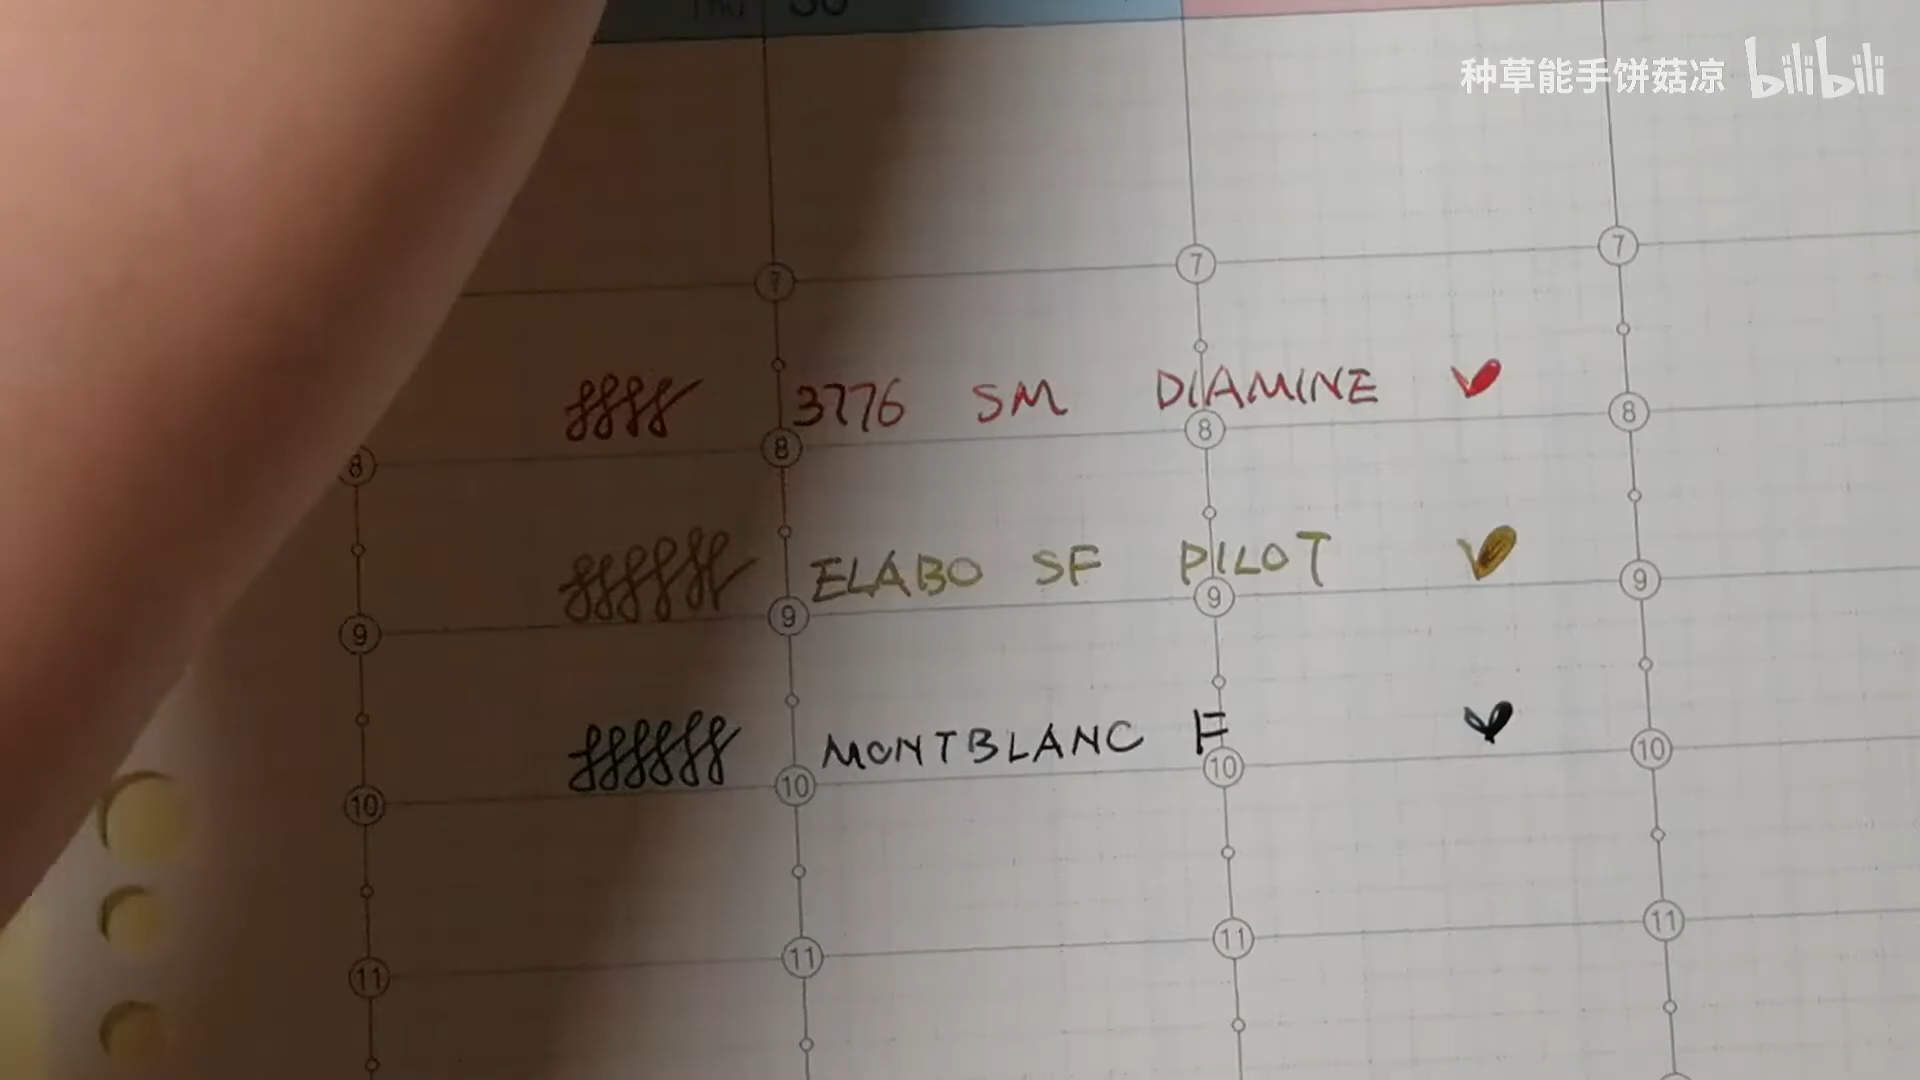 种草能手饼菇凉 bilibili
7 7 7
3776 SM DIAMINE
8 8 8 8
ELABO SF PILOT
9 9 9 9
MONTBLANC F
10 10 10 10
11 11 11 11